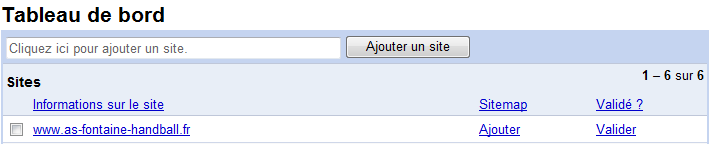 Tableau de bord
Cliquez ici pour ajouter un site. Ajouter un site
Sites 1 – 6 sur 6
Informations sur le site Sitemap Validé ?
www.as-fontaine-handball.fr Ajouter Valider